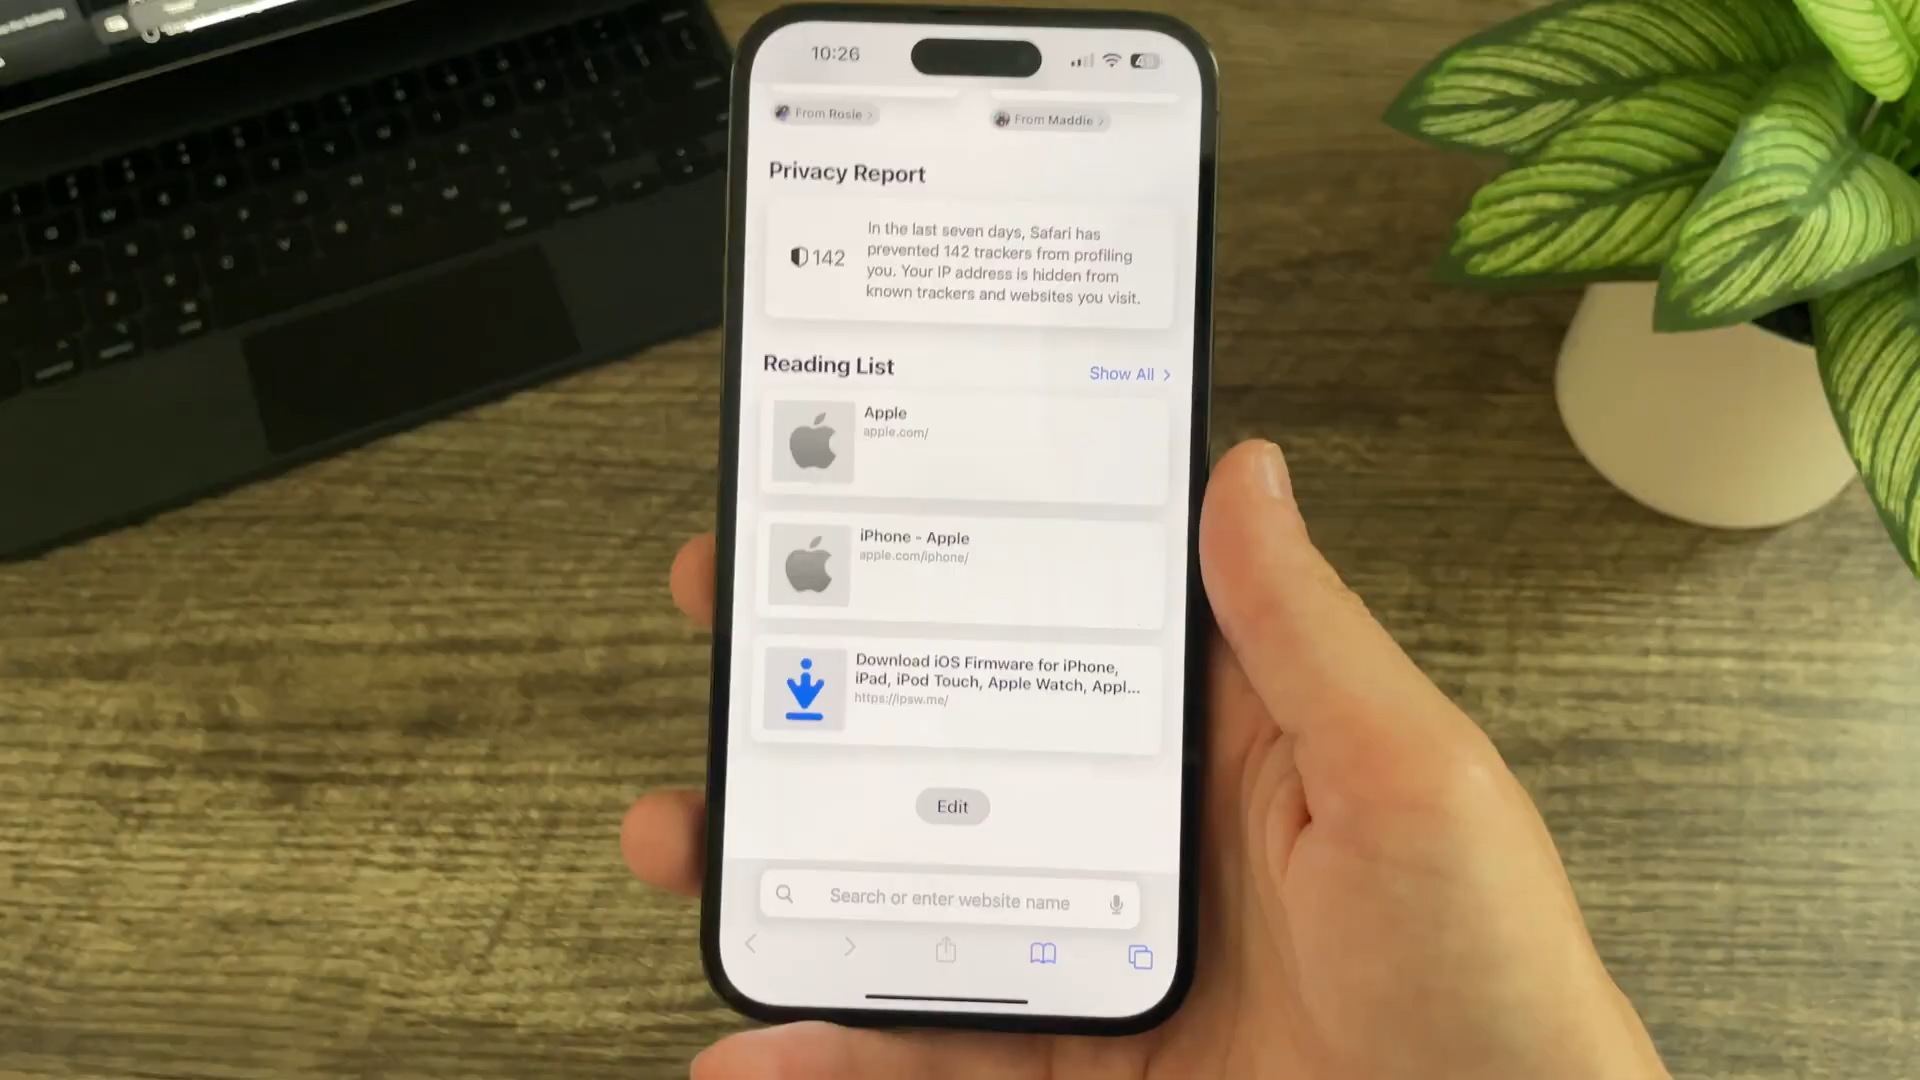 10:26
From Rosie >
From Maddie >
Privacy Report
142
In the last seven days, Safari has
prevented 142 trackers from profiling
you. Your IP address is hidden from
known trackers and websites you visit.
Reading List
Show All >
Apple
apple.com/
iPhone - Apple
apple.com/iphone/
Download iOS Firmware for iPhone,
iPad, iPod Touch, Apple Watch, Appl...
https://ipsw.me/
Edit
Search or enter website name